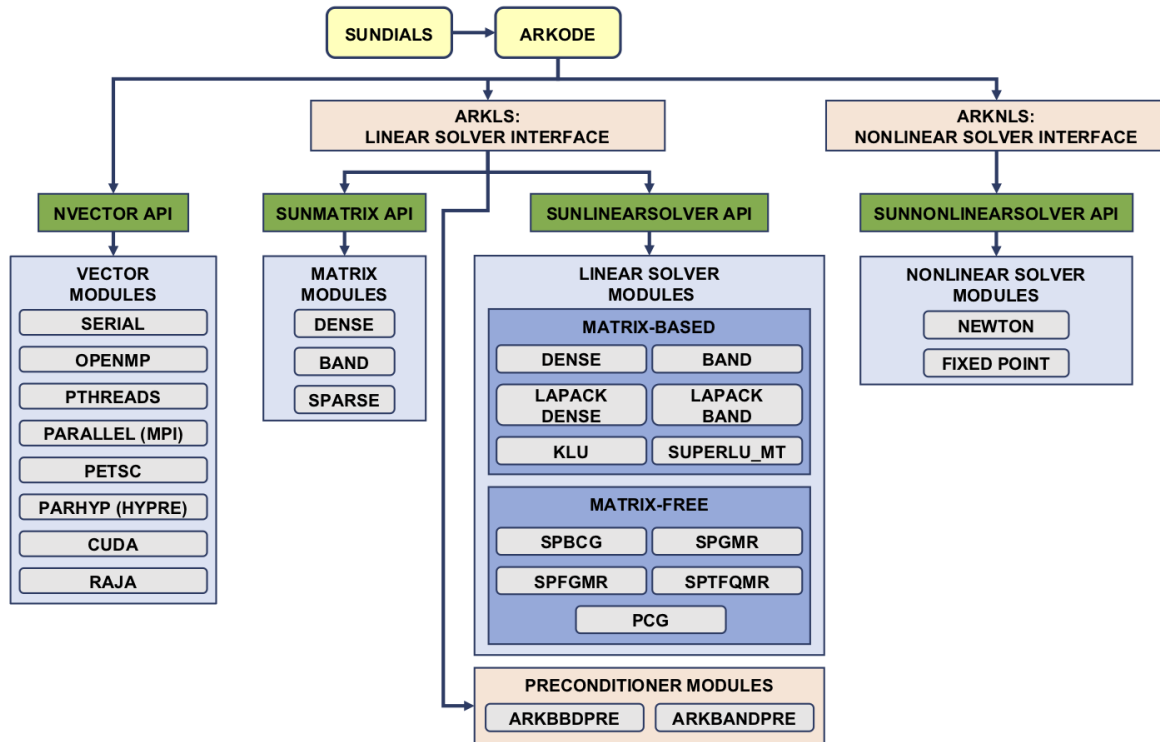 SUNDIALS
ARKODE
ARKLS:
LINEAR SOLVER INTERFACE
ARKNLS:
NONLINEAR SOLVER INTERFACE
NVECTOR API
SUNMATRIX API
SUNLINEARSOLVER API
SUNNONLINEARSOLVER API
VECTOR
MODULES
SERIAL
OPENMP
PTHREADS
PARALLEL (MPI)
PETSC
PARHYP (HYPRE)
CUDA
RAJA
MATRIX
MODULES
DENSE
BAND
SPARSE
LINEAR SOLVER
MODULES
MATRIX-BASED
DENSE
BAND
LAPACK
DENSE
LAPACK
BAND
KLU
SUPERLU_MT
MATRIX-FREE
SPBCG
SPGMR
SPFGMR
SPTFQMR
PCG
NONLINEAR SOLVER
MODULES
NEWTON
FIXED POINT
PRECONDITIONER MODULES
ARKBBDPRE
ARKBANDPRE